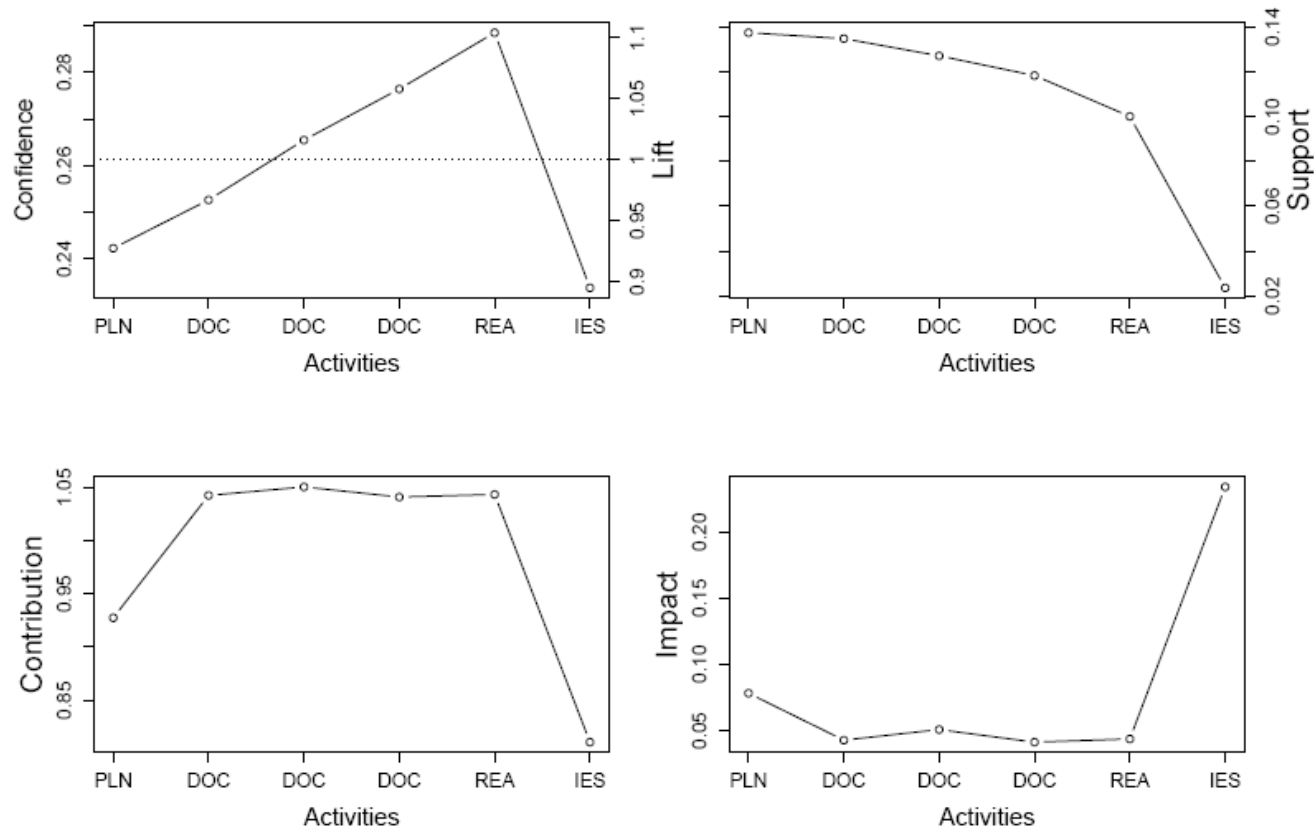 Confidence
0.24 0.26 0.28
Lift
0.9 0.95 1 1.05 1.1
PLN DOC DOC DOC REA IES
Activities
Support
0.02 0.06 0.10 0.14
PLN DOC DOC DOC REA IES
Activities
Contribution
0.85 0.95 1.05
PLN DOC DOC DOC REA IES
Activities
Impact
0.05 0.10 0.15 0.20
PLN DOC DOC DOC REA IES
Activities